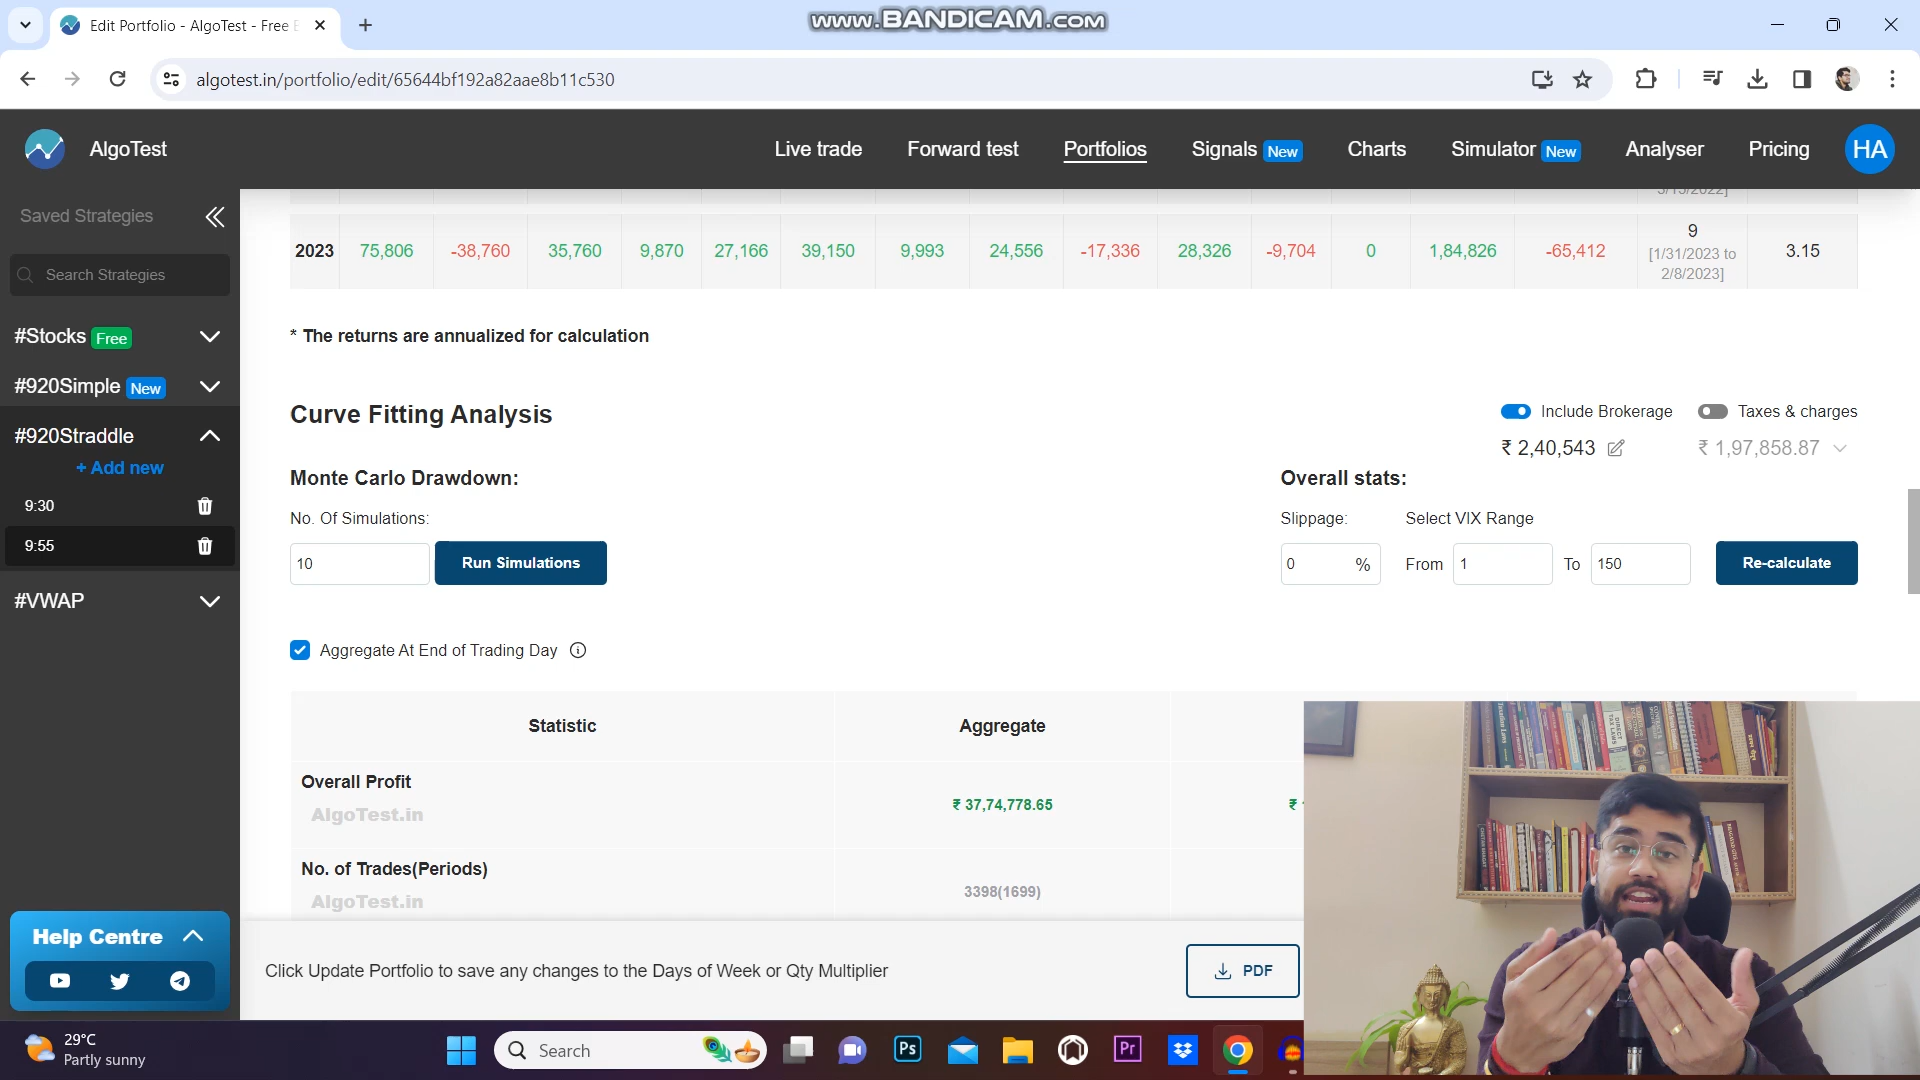 www.BANDICAM.com
Edit Portfolio - AlgoTest - Free
algotest.in/portfolio/edit/65644bf192a82aae8b11c530
AlgoTest
Live trade
Forward test
Portfolios
Signals New
Charts
Simulator New
Analyser
Pricing
HA
Saved Strategies
Search Strategies
#Stocks Free
#920Simple New
#920Straddle
+ Add new
9:30
9:55
#VWAP
Help Centre
3/15/2022]
2023 75,806 -38,760 35,760 9,870 27,166 39,150 9,993 24,556 -17,336 28,326 -9,704 0 1,84,826 -65,412 9 3.15
[1/31/2023 to
2/8/2023]
* The returns are annualized for calculation
Curve Fitting Analysis
Include Brokerage
Taxes & charges
₹ 2,40,543
₹ 1,97,858.87
Monte Carlo Drawdown:
Overall stats:
No. Of Simulations:
Slippage:
Select VIX Range
10
Run Simulations
0 %
From 1 To 150
Re-calculate
Aggregate At End of Trading Day
Statistic Aggregate
Overall Profit
AlgoTest.in
₹ 37,74,778.65
₹
No. of Trades(Periods)
AlgoTest.in
3398(1699)
Click Update Portfolio to save any changes to the Days of Week or Qty Multiplier
PDF
29°C
Partly sunny
Search
Ps
Pr